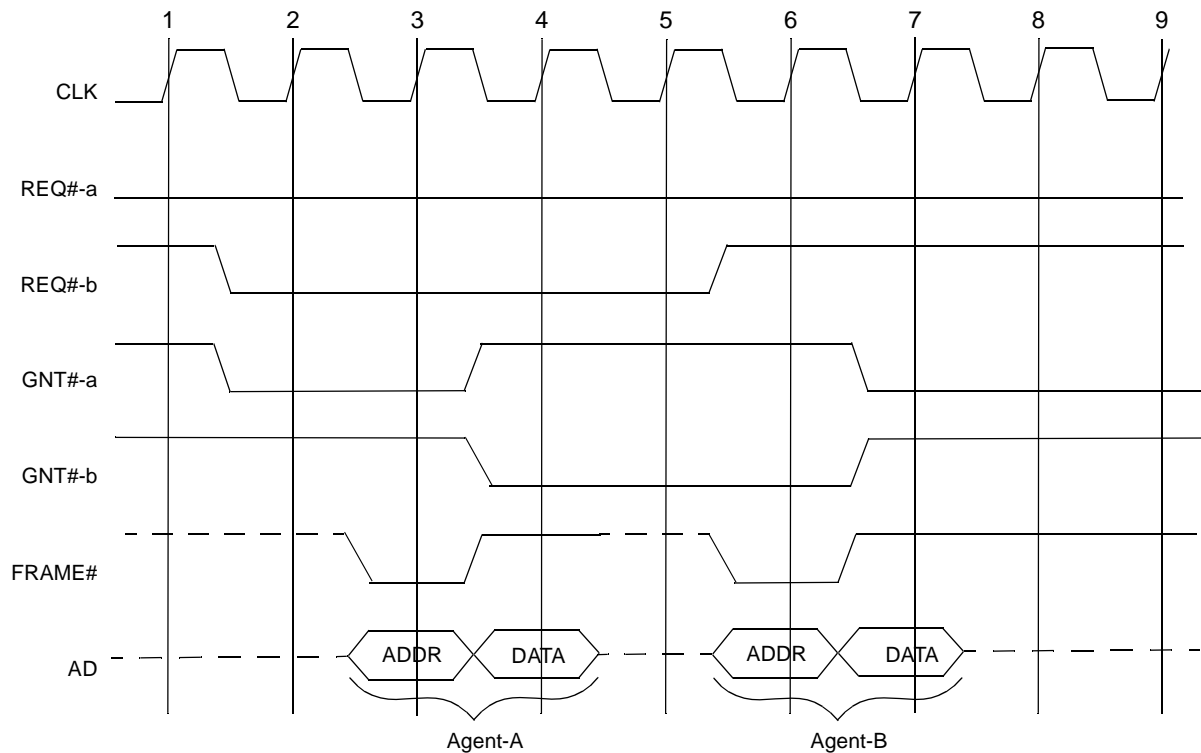 1 2 3 4 5 6 7 8 9
CLK
REQ#-a
REQ#-b
GNT#-a
GNT#-b
FRAME#
AD
ADDR DATA ADDR DATA
Agent-A Agent-B